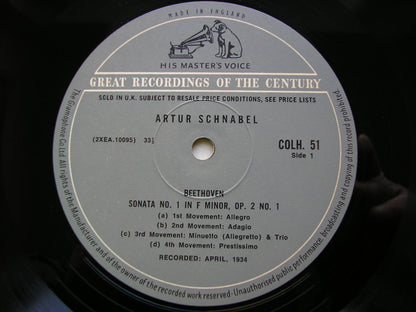 MADE IN ENGLAND
HIS MASTER'S VOICE
GREAT RECORDINGS OF THE CENTURY
SOLD IN U.K. SUBJECT TO RESALE PRICE CONDITIONS, SEE PRICE LISTS
ARTUR SCHNABEL
(2XEA.10095) 33⅓
COLH. 51
Side 1
BEETHOVEN
SONATA NO. 1 IN F MINOR, OP. 2 NO. 1
(a) 1st Movement: Allegro
(b) 2nd Movement: Adagio
(c) 3rd Movement: Minuetto (Allegretto) & Trio
(d) 4th Movement: Prestissimo
RECORDED: APRIL, 1934
The Gramophone Co Ltd All rights of the Manufacturer and of the owner of the recorded work reserved - Unauthorised public performance, broadcasting and copying of this record prohibited